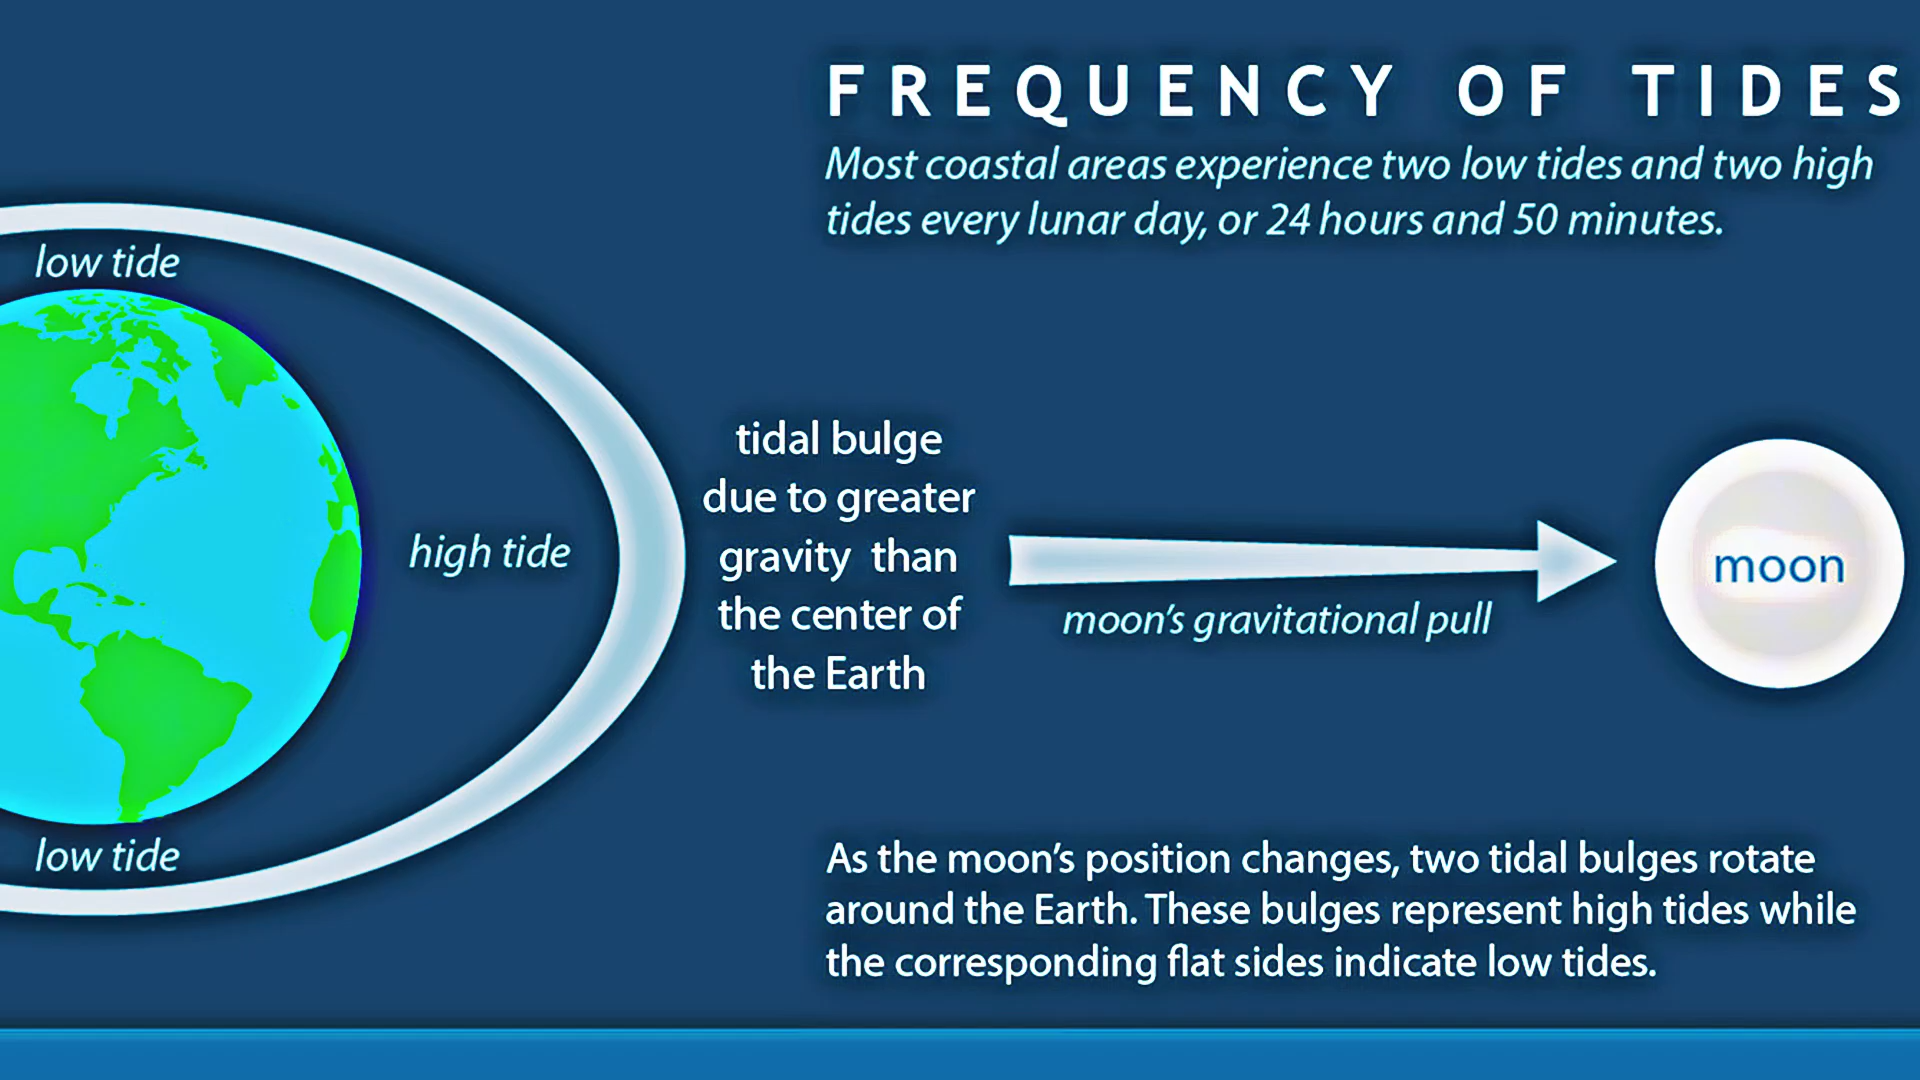 FREQUENCY OF TIDES
Most coastal areas experience two low tides and two high
tides every lunar day, or 24 hours and 50 minutes.
low tide
high tide
low tide
tidal bulge
due to greater
gravity than
the center of
the Earth
moon's gravitational pull
moon
As the moon's position changes, two tidal bulges rotate
around the Earth. These bulges represent high tides while
the corresponding flat sides indicate low tides.